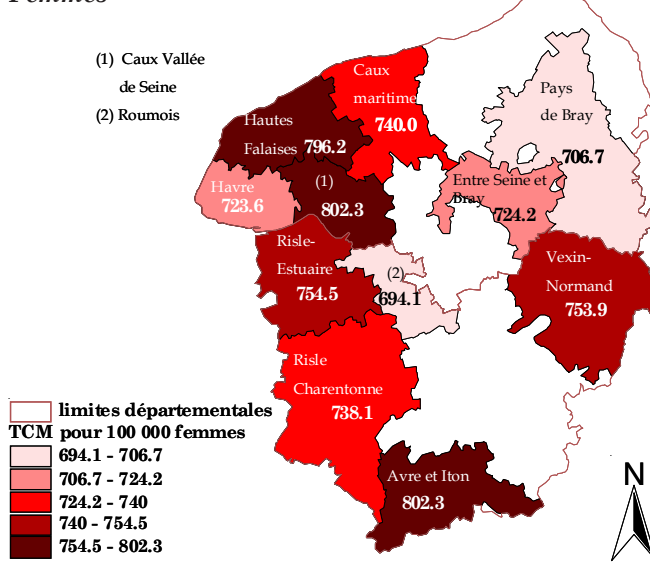 Femmes
(1) Caux Vallée
de Seine
(2) Roumois
Caux
maritime
740.0
Hautes
Falaises 796.2
Pays
de Bray
706.7
Havre
723.6
(1)
802.3
Entre Seine et
Bray
724.2
Risle-
Estuaire
754.5
(2)
694.1
Vexin-
Normand
753.9
Risle
Charentonne
738.1
Avre et Iton
802.3
limites départementales
TCM pour 100 000 femmes
694.1 - 706.7
706.7 - 724.2
724.2 - 740
740 - 754.5
754.5 - 802.3
N